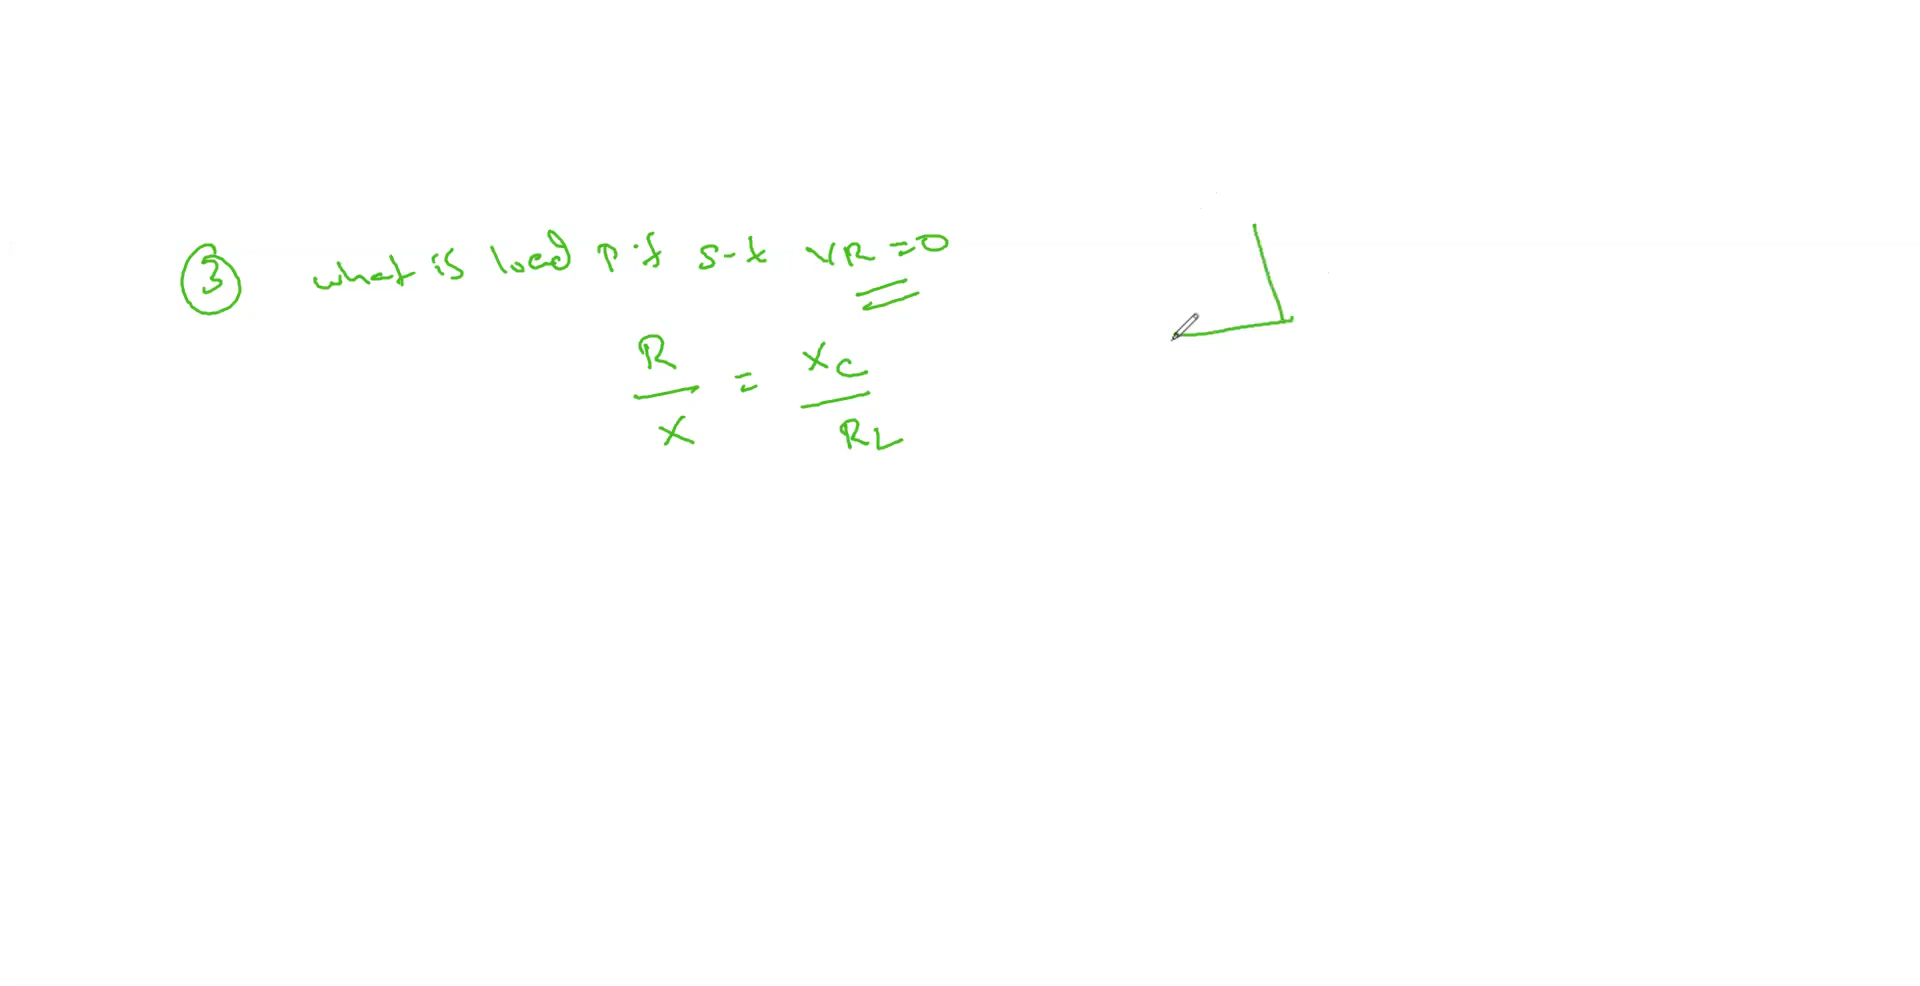 ③ what is load p.f s.t VR = 0
R/X = Xc/RL